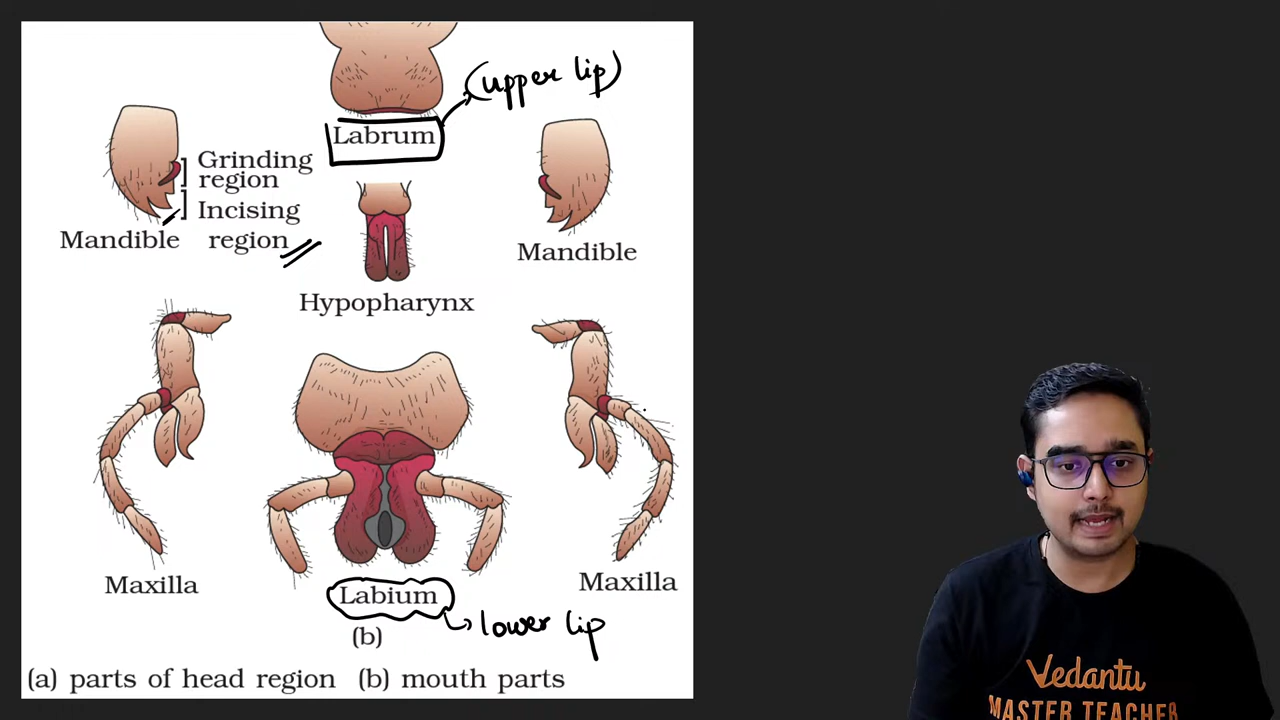 (upper lip)
Labrum
Grinding
region
Incising
region
Mandible
Mandible
Hypopharynx
Maxilla
Maxilla
Labium
lower lip
(b)
(a) parts of head region (b) mouth parts
Vedantu
MASTER TEACHER